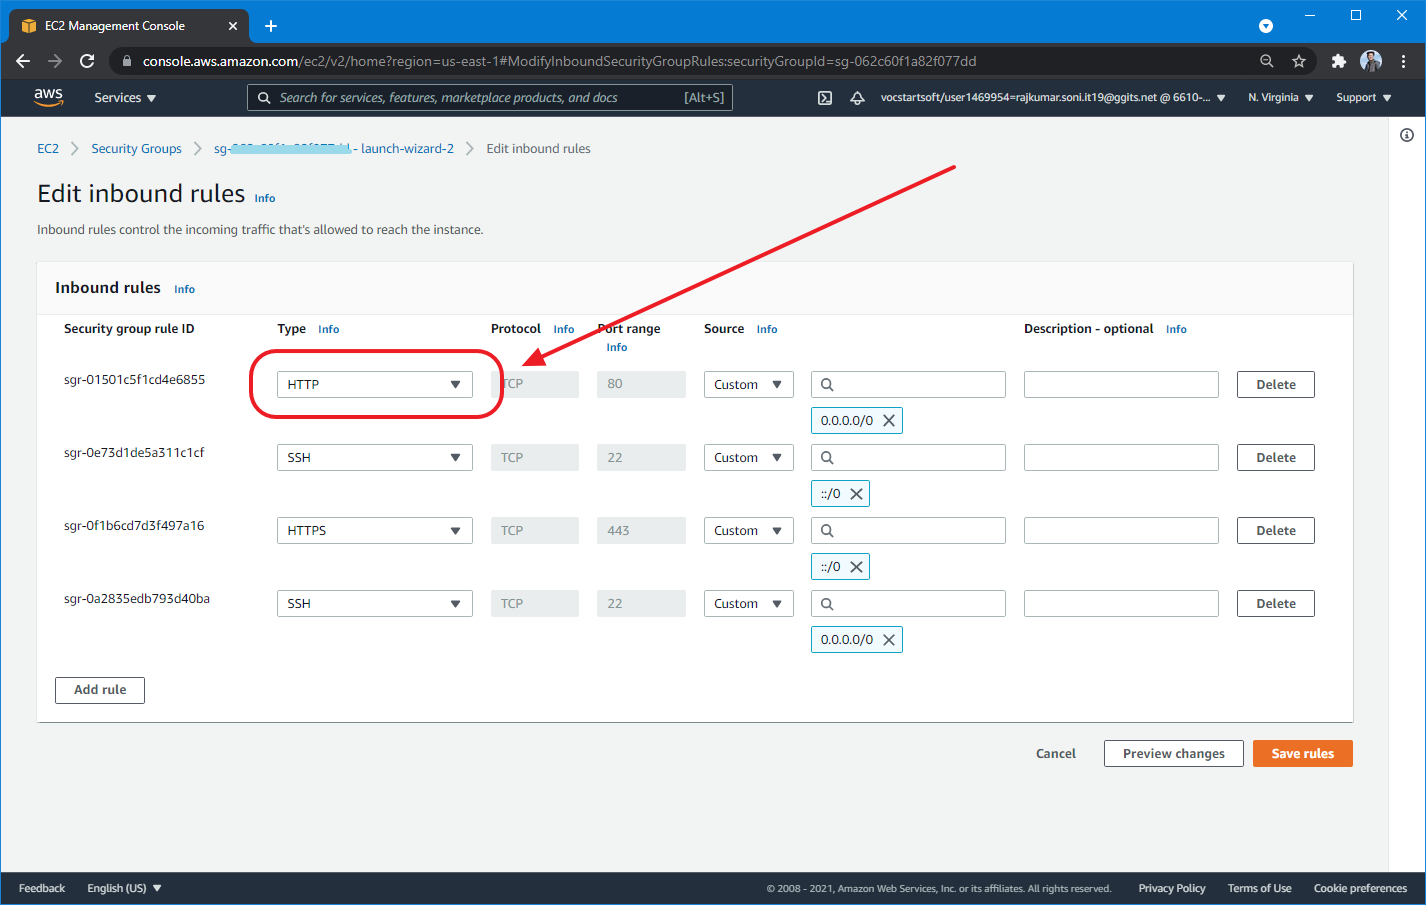 EC2 Management Console
console.aws.amazon.com/ec2/v2/home?region=us-east-1#ModifyInboundSecurityGroupRules:securityGroupId=sg-062c60f1a82f077dd
aws Services Search for services, features, marketplace products, and docs [Alt+S] vocstartsoft/user1469954=rajkumar.soni.it19@ggits.net @ 6610-... N. Virginia Support
EC2 Security Groups sg- - launch-wizard-2 Edit inbound rules
Edit inbound rules Info
Inbound rules control the incoming traffic that's allowed to reach the instance.
Inbound rules Info
Security group rule ID Type Info Protocol Info Port range Info Source Info Description - optional Info
sgr-01501c5f1cd4e6855 HTTP TCP 80 Custom Delete
0.0.0.0/0
sgr-0e73d1de5a311c1cf SSH TCP 22 Custom Delete
::/0
sgr-0f1b6cd7d3f497a16 HTTPS TCP 443 Custom Delete
::/0
sgr-0a2835edb793d40ba SSH TCP 22 Custom Delete
0.0.0.0/0
Add rule
Cancel Preview changes Save rules
Feedback English (US) © 2008 - 2021, Amazon Web Services, Inc. or its affiliates. All rights reserved. Privacy Policy Terms of Use Cookie preferences